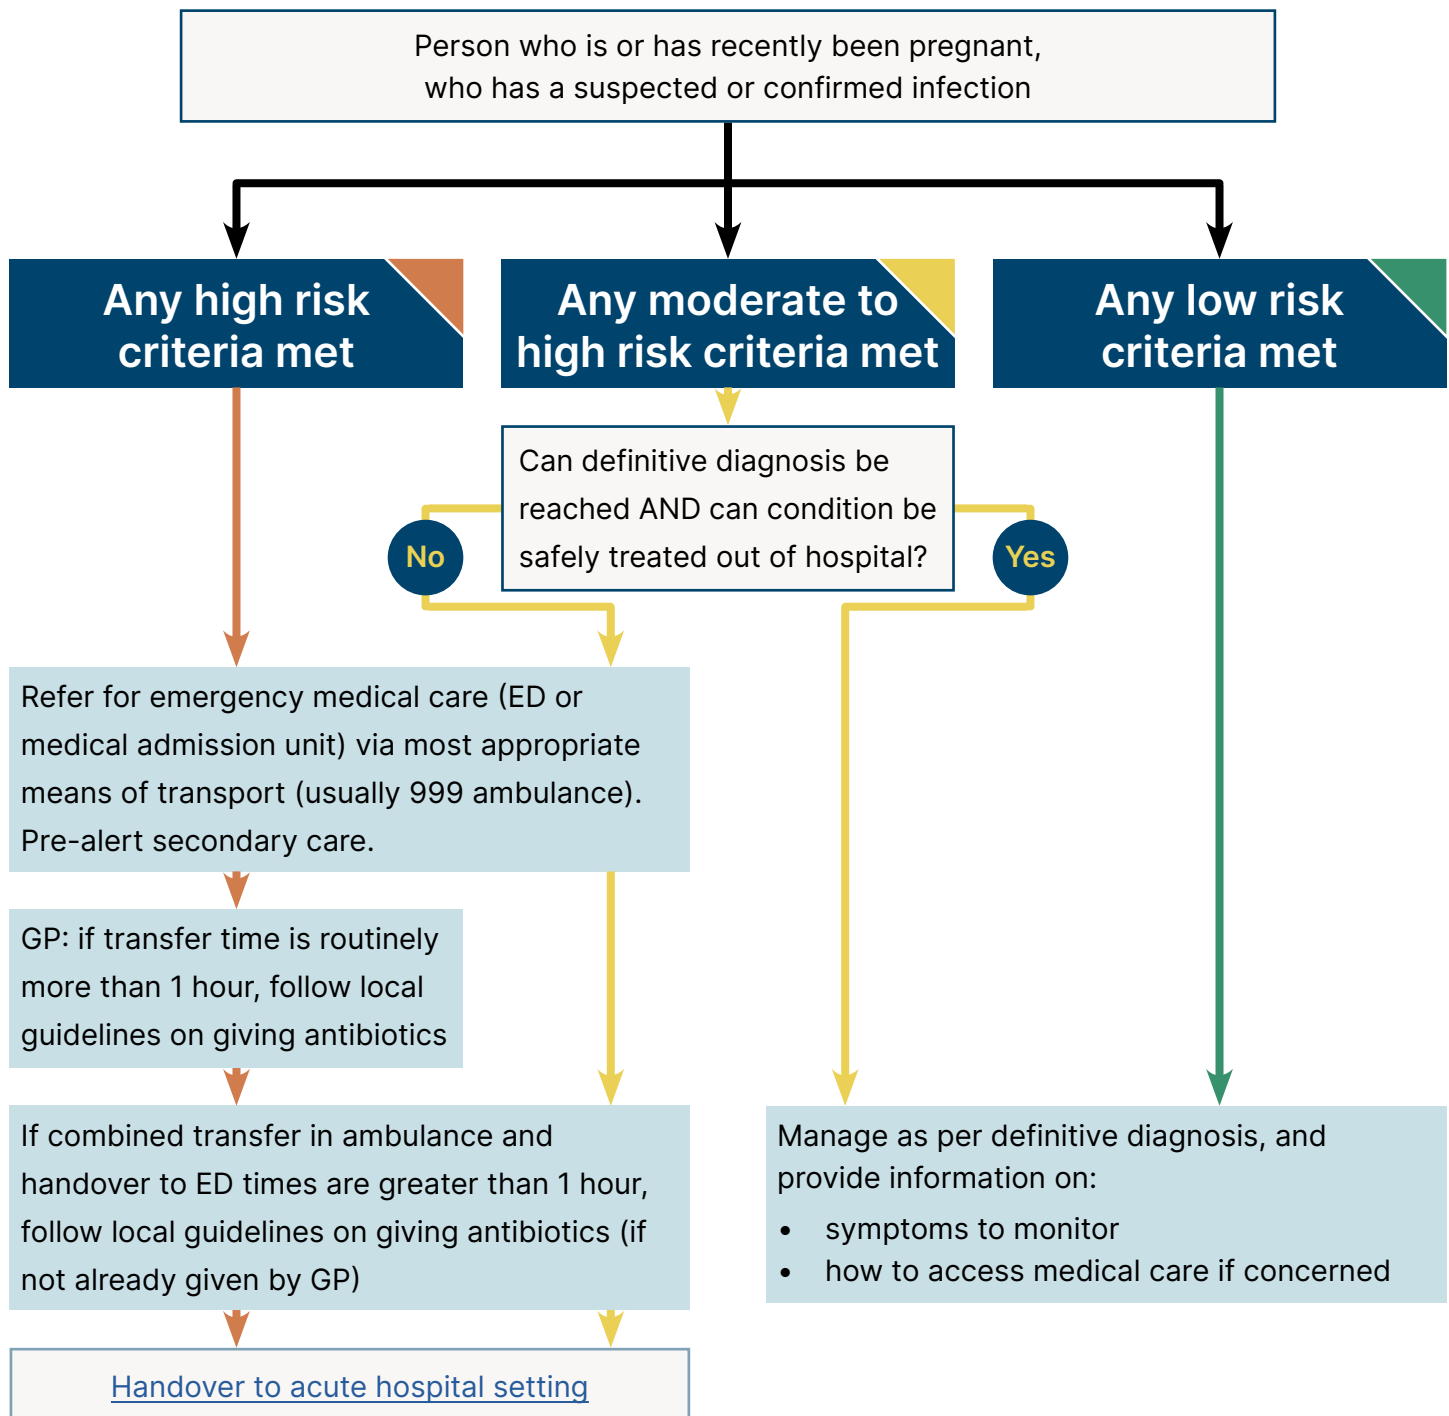 Person who is or has recently been pregnant,
who has a suspected or confirmed infection
Any high risk
criteria met
Any moderate to
high risk criteria met
Any low risk
criteria met
Can definitive diagnosis be
reached AND can condition be
safely treated out of hospital?
No
Yes
Refer for emergency medical care (ED or
medical admission unit) via most appropriate
means of transport (usually 999 ambulance).
Pre-alert secondary care.
GP: if transfer time is routinely
more than 1 hour, follow local
guidelines on giving antibiotics
If combined transfer in ambulance and
handover to ED times are greater than 1 hour,
follow local guidelines on giving antibiotics (if
not already given by GP)
Manage as per definitive diagnosis, and
provide information on:
• symptoms to monitor
• how to access medical care if concerned
Handover to acute hospital setting